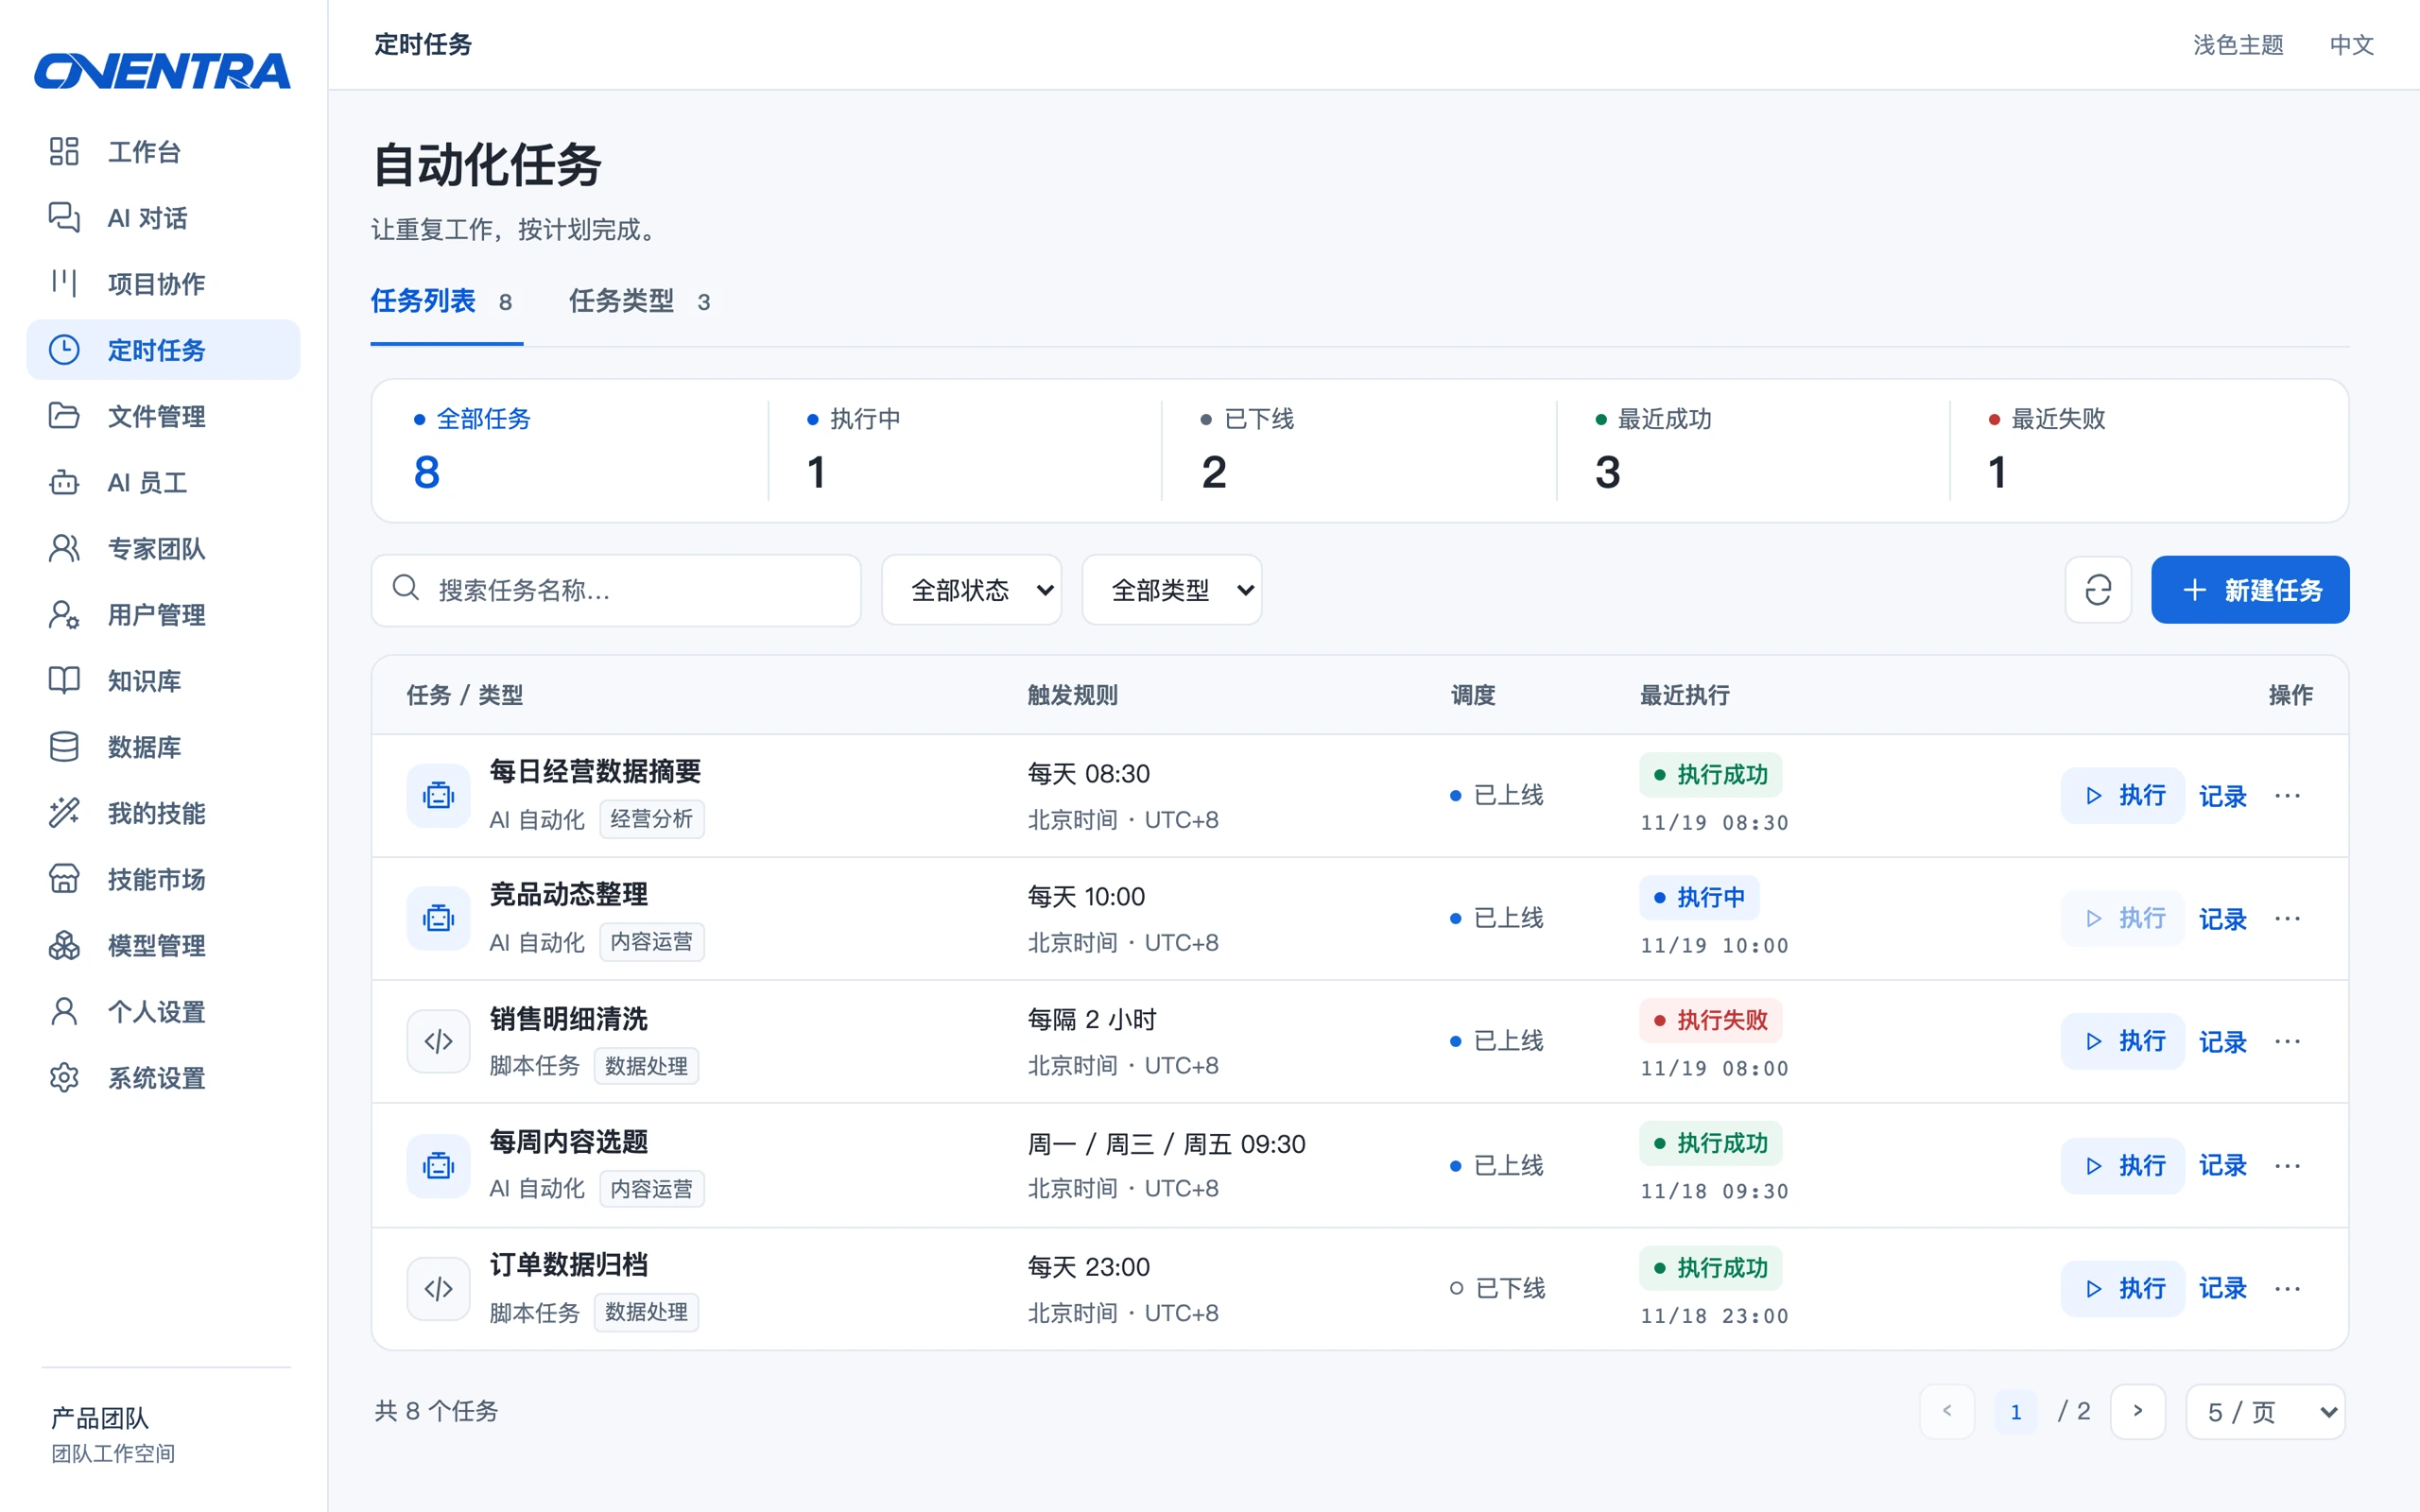 ONENTRA
工作台
AI 对话
项目协作
定时任务
文件管理
AI 员工
专家团队
用户管理
知识库
数据库
我的技能
技能市场
模型管理
个人设置
系统设置
产品团队
团队工作空间
定时任务
浅色主题 中文
自动化任务
让重复工作，按计划完成。
任务列表 8 任务类型 3
全部任务 执行中 已下线 最近成功 最近失败
8 1 2 3 1
搜索任务名称... 全部状态 全部类型 新建任务
任务 / 类型 触发规则 调度 最近执行 操作
每日经营数据摘要 每天 08:30 已上线 执行成功 执行 记录 ...
AI 自动化 经营分析 北京时间 · UTC+8 11/19 08:30
竞品动态整理 每天 10:00 已上线 执行中 执行 记录 ...
AI 自动化 内容运营 北京时间 · UTC+8 11/19 10:00
销售明细清洗 每隔 2 小时 已上线 执行失败 执行 记录 ...
脚本任务 数据处理 北京时间 · UTC+8 11/19 08:00
每周内容选题 周一 / 周三 / 周五 09:30 已上线 执行成功 执行 记录 ...
AI 自动化 内容运营 北京时间 · UTC+8 11/18 09:30
订单数据归档 每天 23:00 已下线 执行成功 执行 记录 ...
脚本任务 数据处理 北京时间 · UTC+8 11/18 23:00
共 8 个任务 < 1 / 2 > 5 / 页